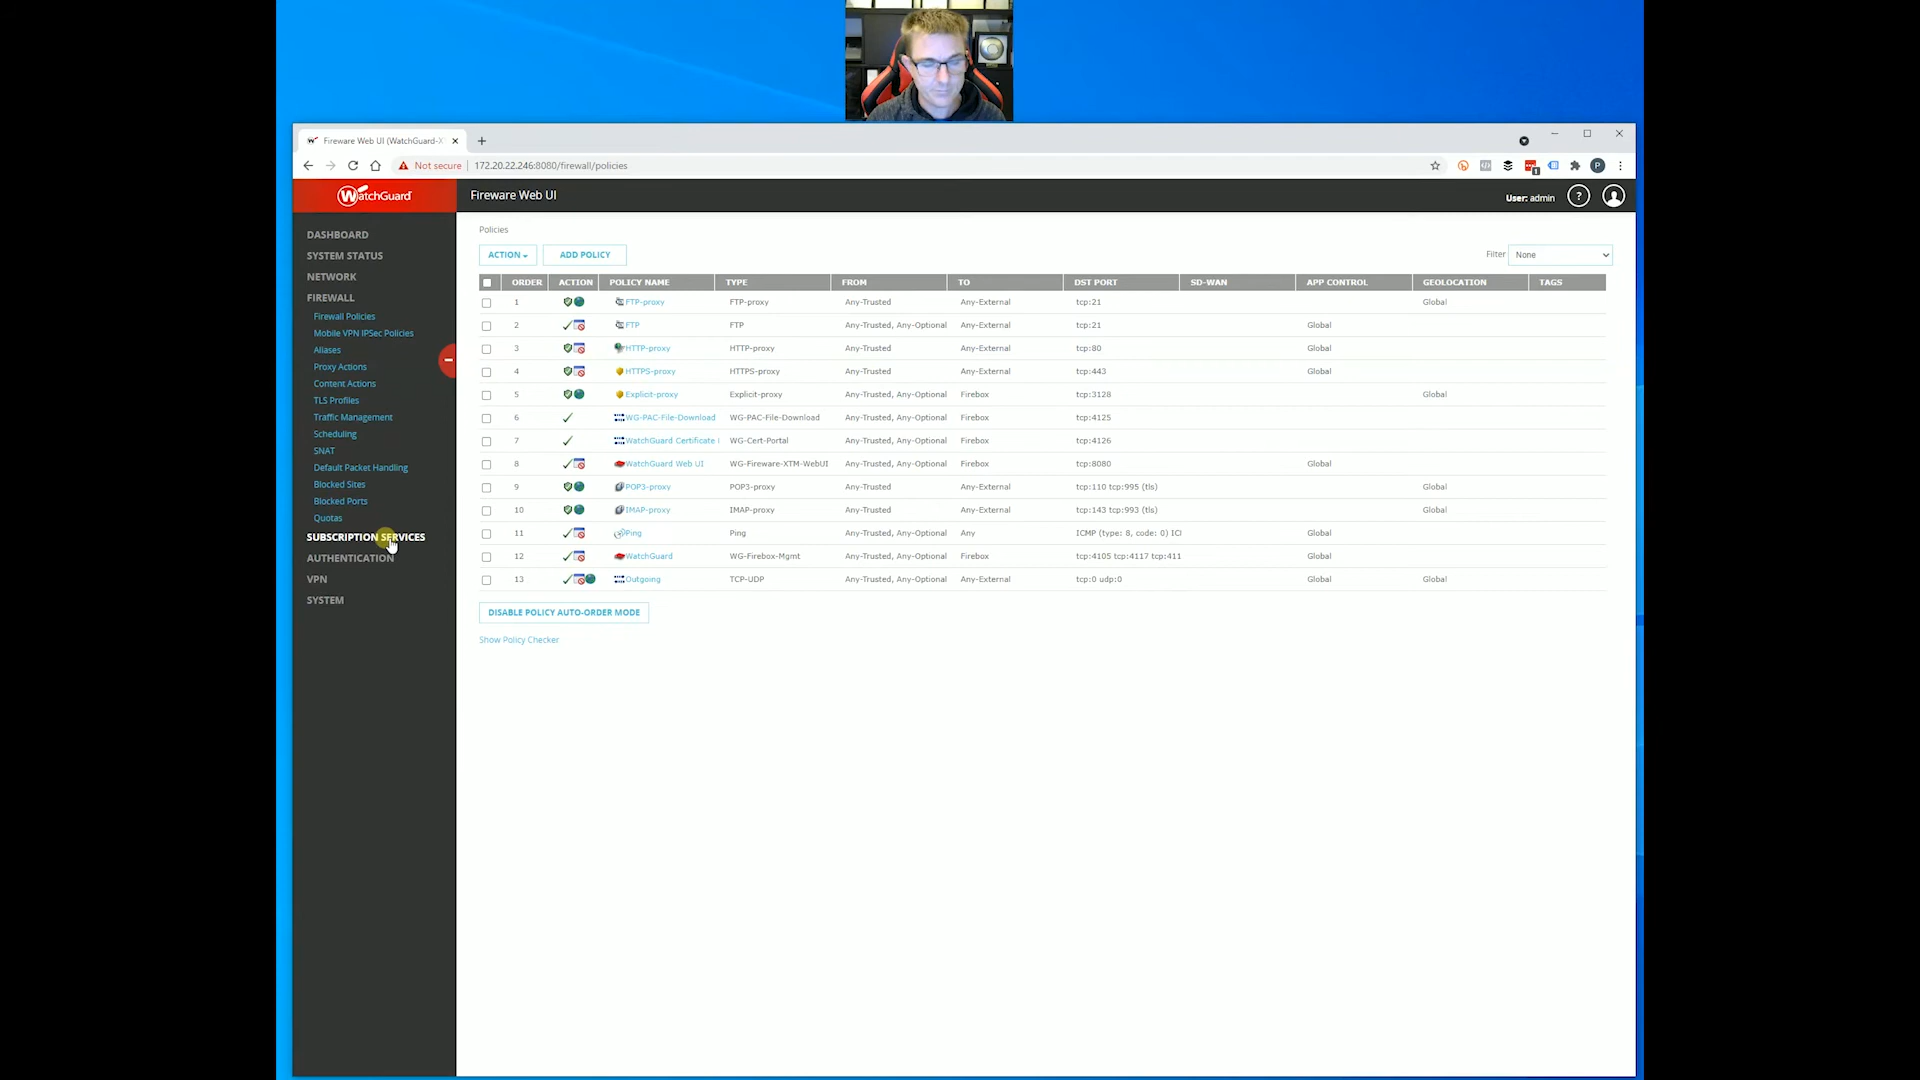 Fireware Web UI (WatchGuard-X
Not secure 172.20.22.246:8080/firewall/policies
P
WatchGuard
Fireware Web UI
User: admin
?
DASHBOARD
SYSTEM STATUS
NETWORK
FIREWALL
Firewall Policies
Mobile VPN IPSec Policies
Aliases
Proxy Actions
Content Actions
TLS Profiles
Traffic Management
Scheduling
SNAT
Default Packet Handling
Blocked Sites
Blocked Ports
Quotas
SUBSCRIPTION SERVICES
AUTHENTICATION
VPN
SYSTEM
Policies
ACTION ADD POLICY Filter None
ORDER ACTION POLICY NAME TYPE FROM TO DST PORT SD-WAN APP CONTROL GEOLOCATION TAGS
1 FTP-proxy FTP-proxy Any-Trusted Any-External tcp:21 Global
2 FTP FTP Any-Trusted, Any-Optional Any-External tcp:21 Global
3 HTTP-proxy HTTP-proxy Any-Trusted Any-External tcp:80 Global
4 HTTPS-proxy HTTPS-proxy Any-Trusted Any-External tcp:443 Global
5 Explicit-proxy Explicit-proxy Any-Trusted, Any-Optional Firebox tcp:3128 Global
6 WG-PAC-File-Download WG-PAC-File-Download Any-Trusted, Any-Optional Firebox tcp:4125
7 WatchGuard Certificate WG-Cert-Portal Any-Trusted, Any-Optional Firebox tcp:4126
8 WatchGuard Web UI WG-Fireware-XTM-WebUI Any-Trusted, Any-Optional Firebox tcp:8080 Global
9 POP3-proxy POP3-proxy Any-Trusted Any-External tcp:110 tcp:995 (tls) Global
10 IMAP-proxy IMAP-proxy Any-Trusted Any-External tcp:143 tcp:993 (tls) Global
11 Ping Ping Any-Trusted, Any-Optional Any ICMP (type: 8, code: 0) ICI Global
12 WatchGuard WG-Firebox-Mgmt Any-Trusted, Any-Optional Firebox tcp:4105 tcp:4117 tcp:411 Global
13 Outgoing TCP-UDP Any-Trusted, Any-Optional Any-External tcp:0 udp:0 Global Global
DISABLE POLICY AUTO-ORDER MODE
Show Policy Checker